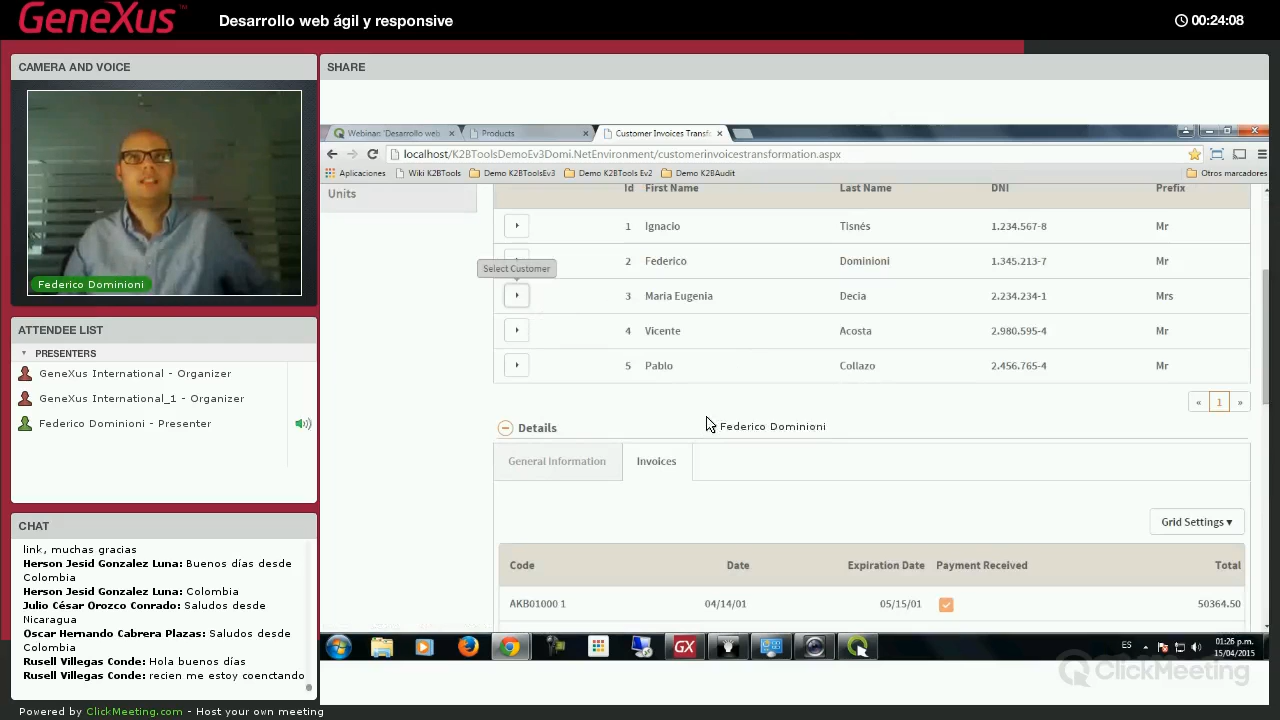 GeneXus™
Desarrollo web ágil y responsive
00:24:08
CAMERA AND VOICE
Federico Dominioni
ATTENDEE LIST
PRESENTERS
GeneXus International - Organizer
GeneXus International_1 - Organizer
Federico Dominioni - Presenter
CHAT
link, muchas gracias
Herson Jesid Gonzalez Luna: Buenos días desde
Colombia
Herson Jesid Gonzalez Luna: Colombia
Julio César Orozco Conrado: Saludos desde
Nicaragua
Oscar Hernando Cabrera Plazas: Saludos desde
Colombia
Rusell Villegas Conde: Hola buenos días
Rusell Villegas Conde: recien me estoy coenctando
SHARE
Webinar 'Desarrollo web Products Customer Invoices Transf
localhost/K2BToolsDemoEv3Domi.NetEnvironment/customerinvoicestransformation.aspx
Aplicaciones Wiki K2BTools Demo K2BToolsEv3 Demo K2BTools Ev2 Demo K2BAudit Otros marcadores
Units
Id First Name Last Name DNI Prefix
1 Ignacio Tisnés 1.234.567-8 Mr
2 Federico Dominioni 1.345.213-7 Mr
Select Customer
3 Maria Eugenia Decia 2.234.234-1 Mrs
4 Vicente Acosta 2.980.595-4 Mr
5 Pablo Collazo 2.456.765-4 Mr
« 1 »
Details
Federico Dominioni
General Information Invoices
Grid Settings ▾
Code Date Expiration Date Payment Received Total
AKB01000 1 04/14/01 05/15/01 50364.50
GX
ES
01:26 p.m.
15/04/2015
ClickMeeting
Powered by ClickMeeting.com - Host your own meeting